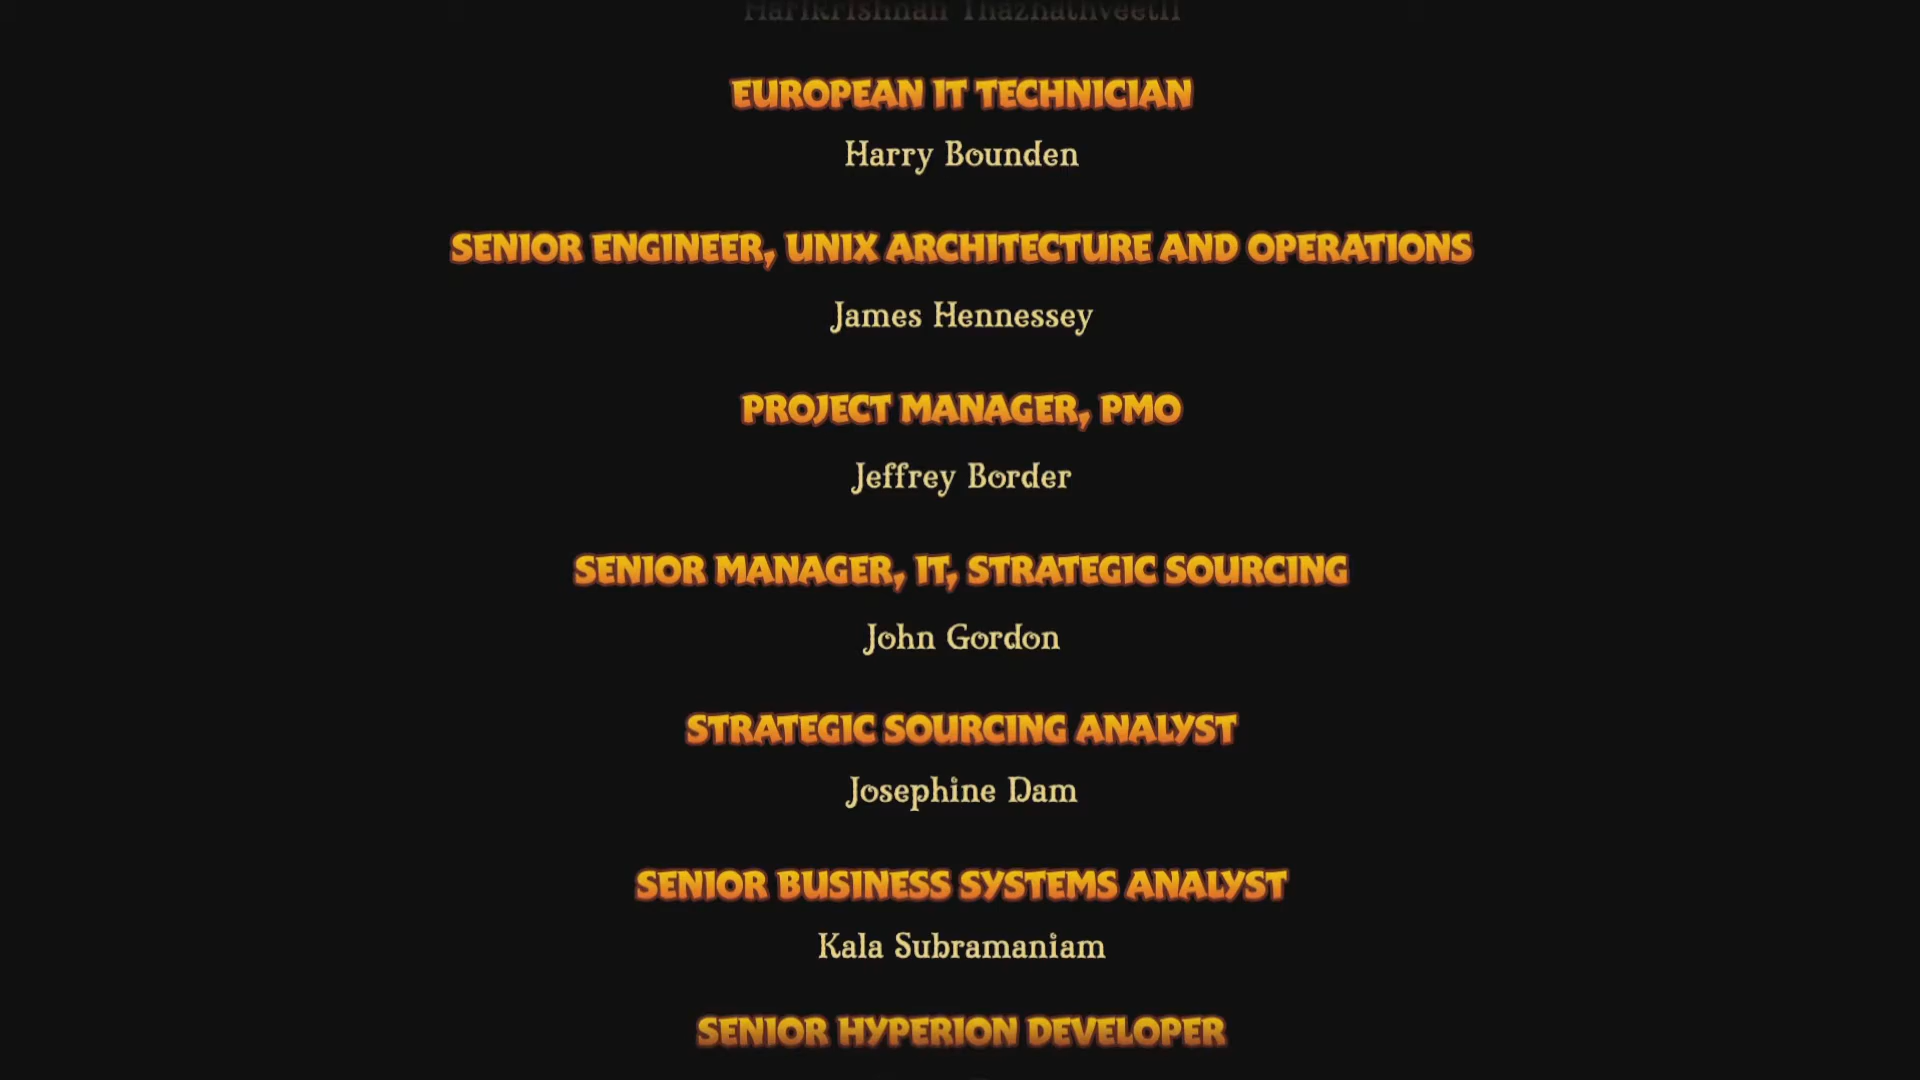 Harikrishnan Thazhathveetil
EUROPEAN IT TECHNICIAN
Harry Bounden
SENIOR ENGINEER, UNIX ARCHITECTURE AND OPERATIONS
James Hennessey
PROJECT MANAGER, PMO
Jeffrey Border
SENIOR MANAGER, IT, STRATEGIC SOURCING
John Gordon
STRATEGIC SOURCING ANALYST
Josephine Dam
SENIOR BUSINESS SYSTEMS ANALYST
Kala Subramaniam
SENIOR HYPERION DEVELOPER